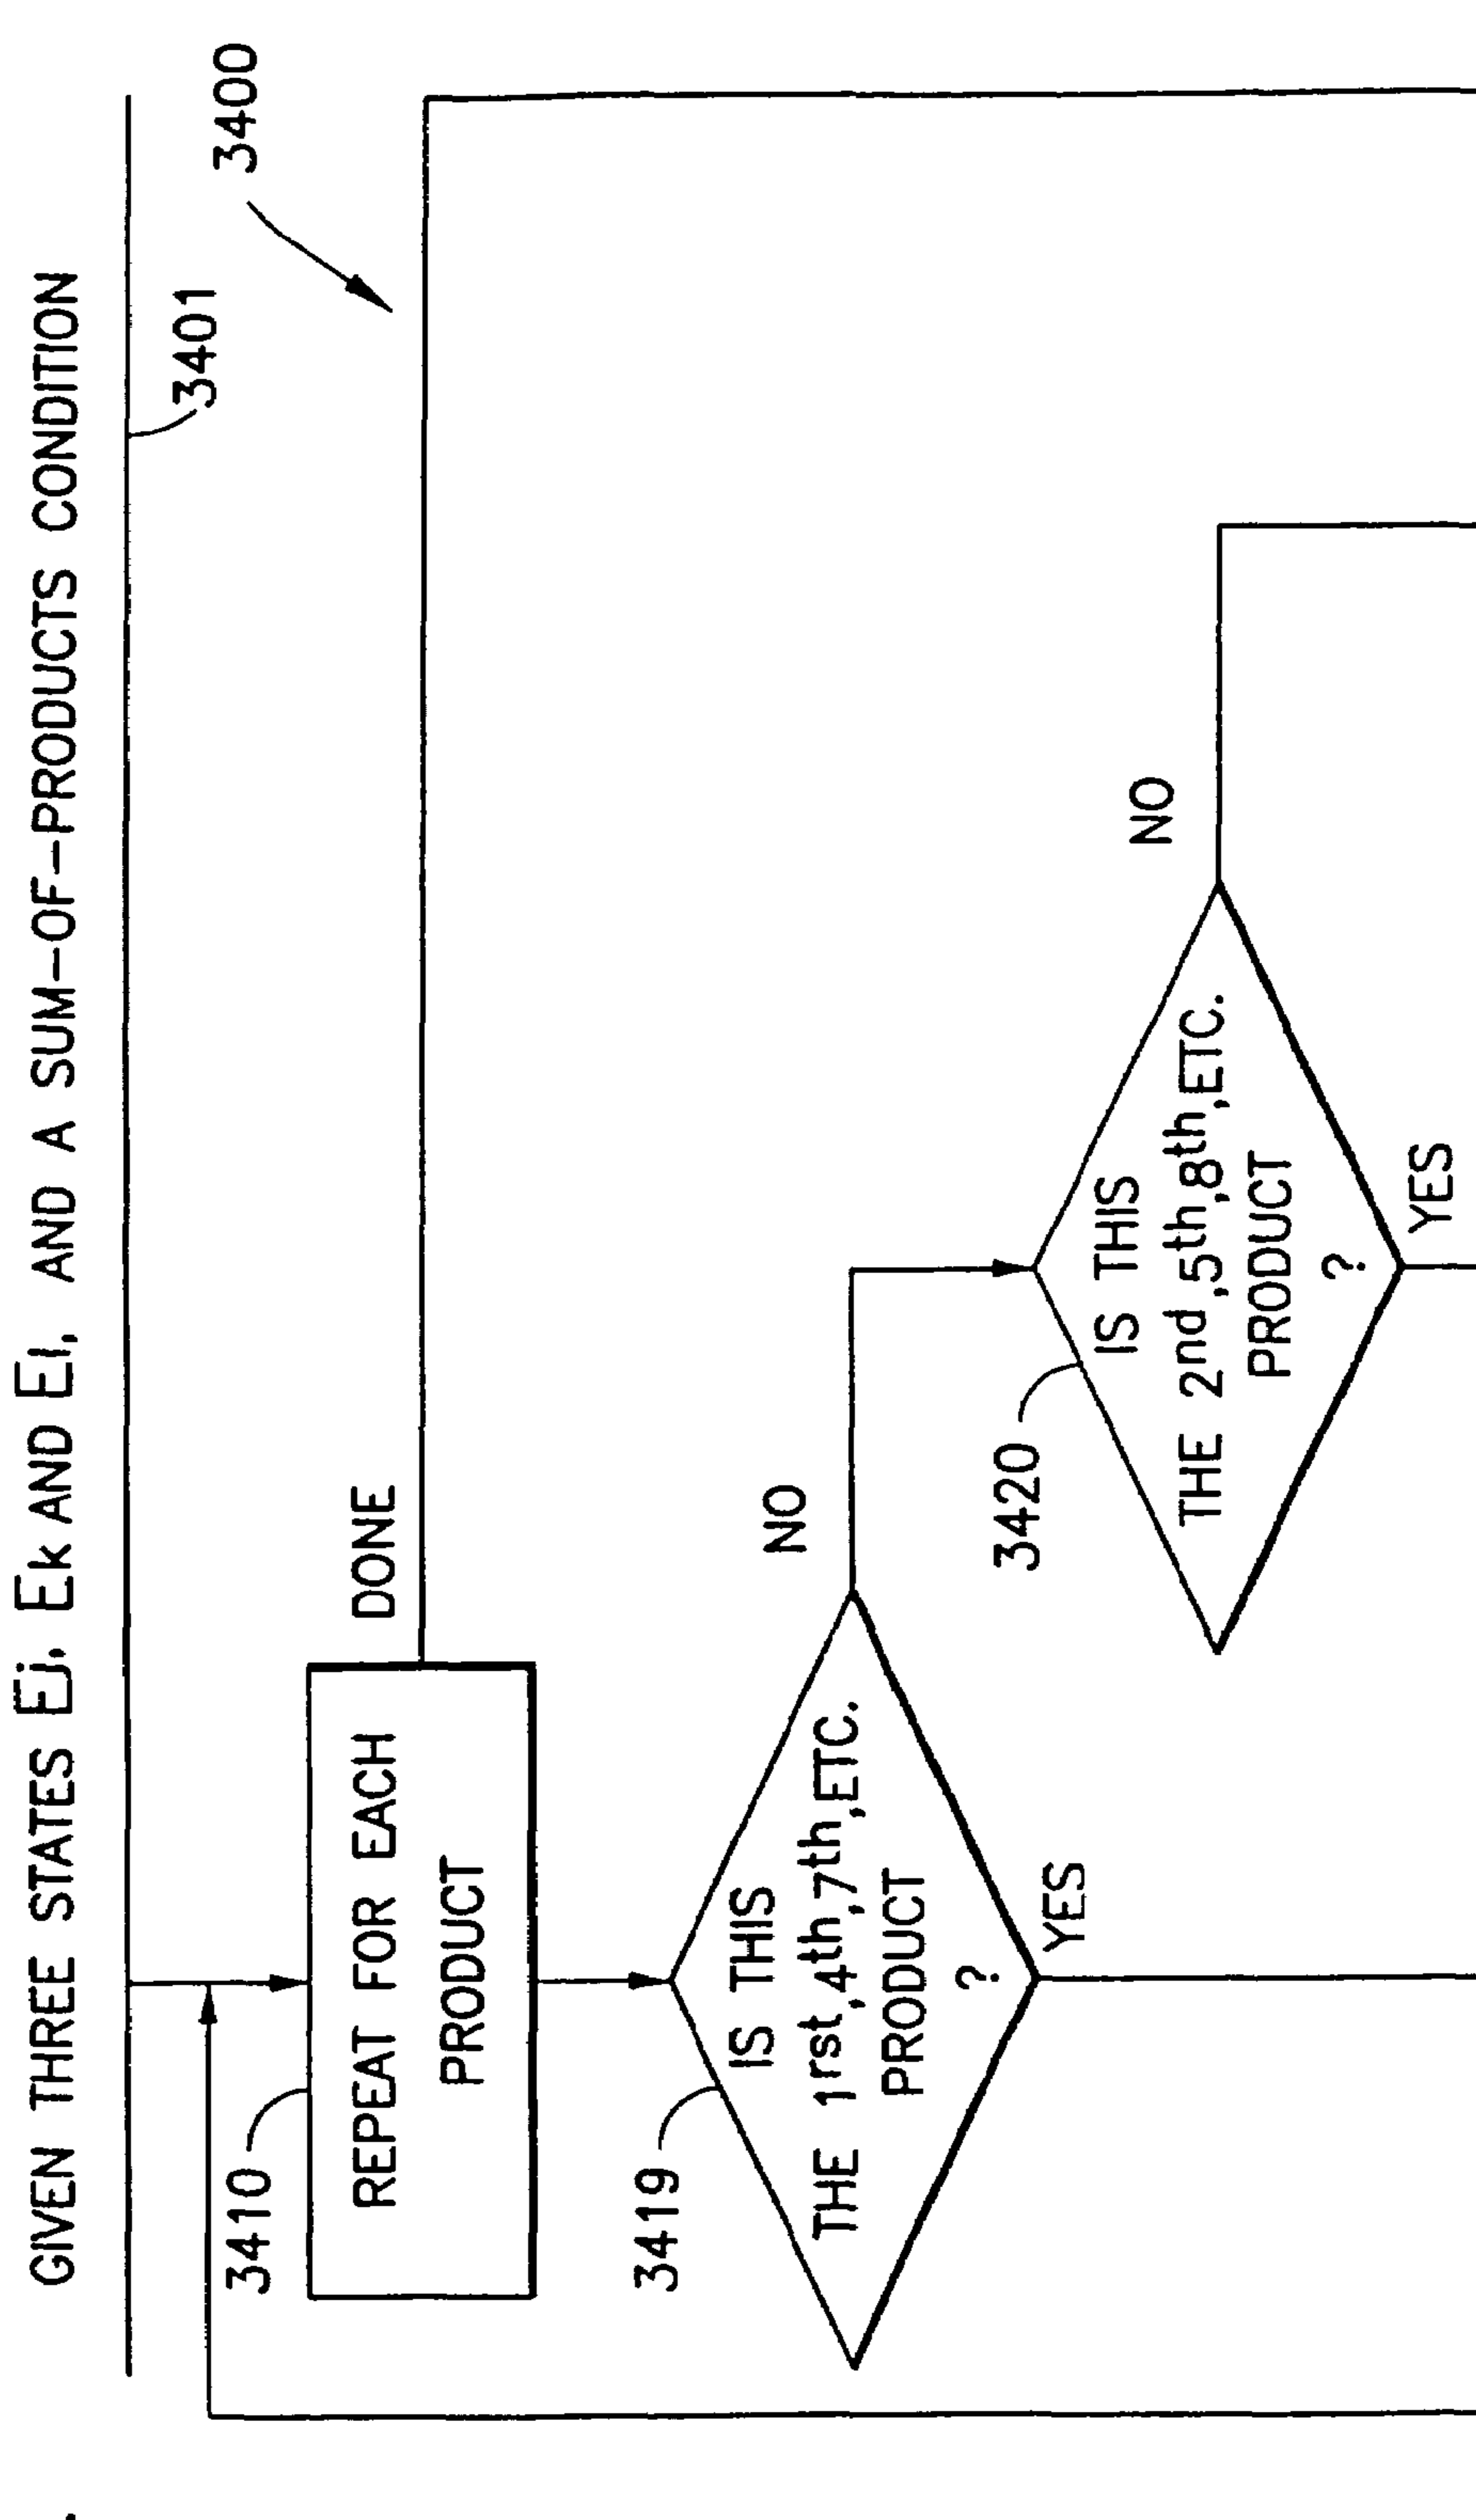 GIVEN THREE STATES Ej, Ek AND Ei, AND A SUM-OF-PRODUCTS CONDITION
3401
3400
3410
REPEAT FOR EACH
PRODUCT
DONE
3419
IS THIS
THE 1rst,4th,7th,ETC.
PRODUCT
?
NO
YES
3420
IS THIS
THE 2nd,5th,8th,ETC.
PRODUCT
?
NO
YES